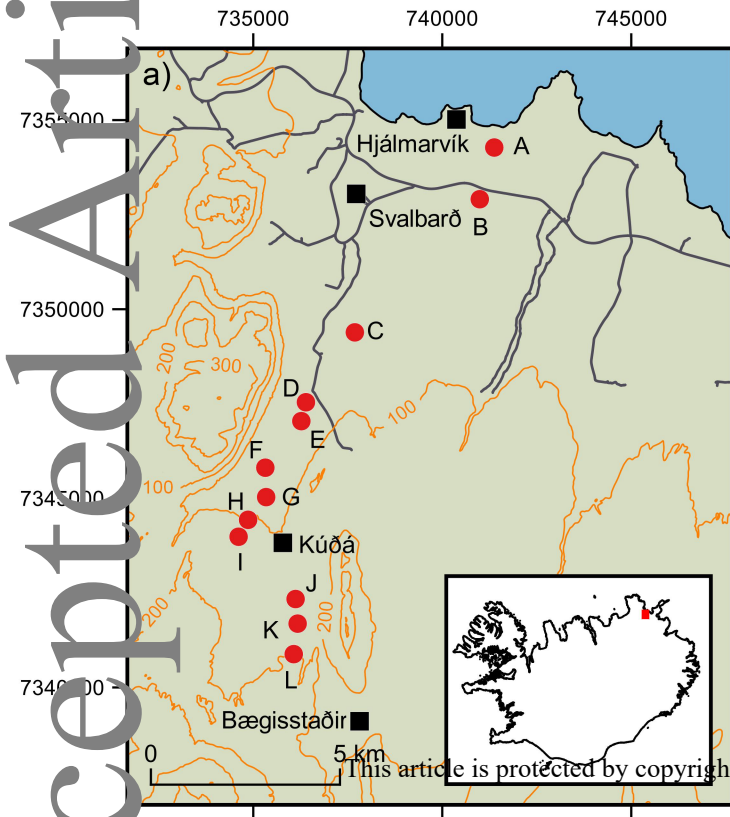 735000 740000 745000
a)
7355000
Hjálmarvík
A
Svalbarð
B
7350000
C
200
300
D
100
E
F
100
7345000
G
H
Kúðá
I
J
200
200
K
L
7340000
Bægisstaðir
0 5 km
This article is protected by copyrigh
cepted Arti